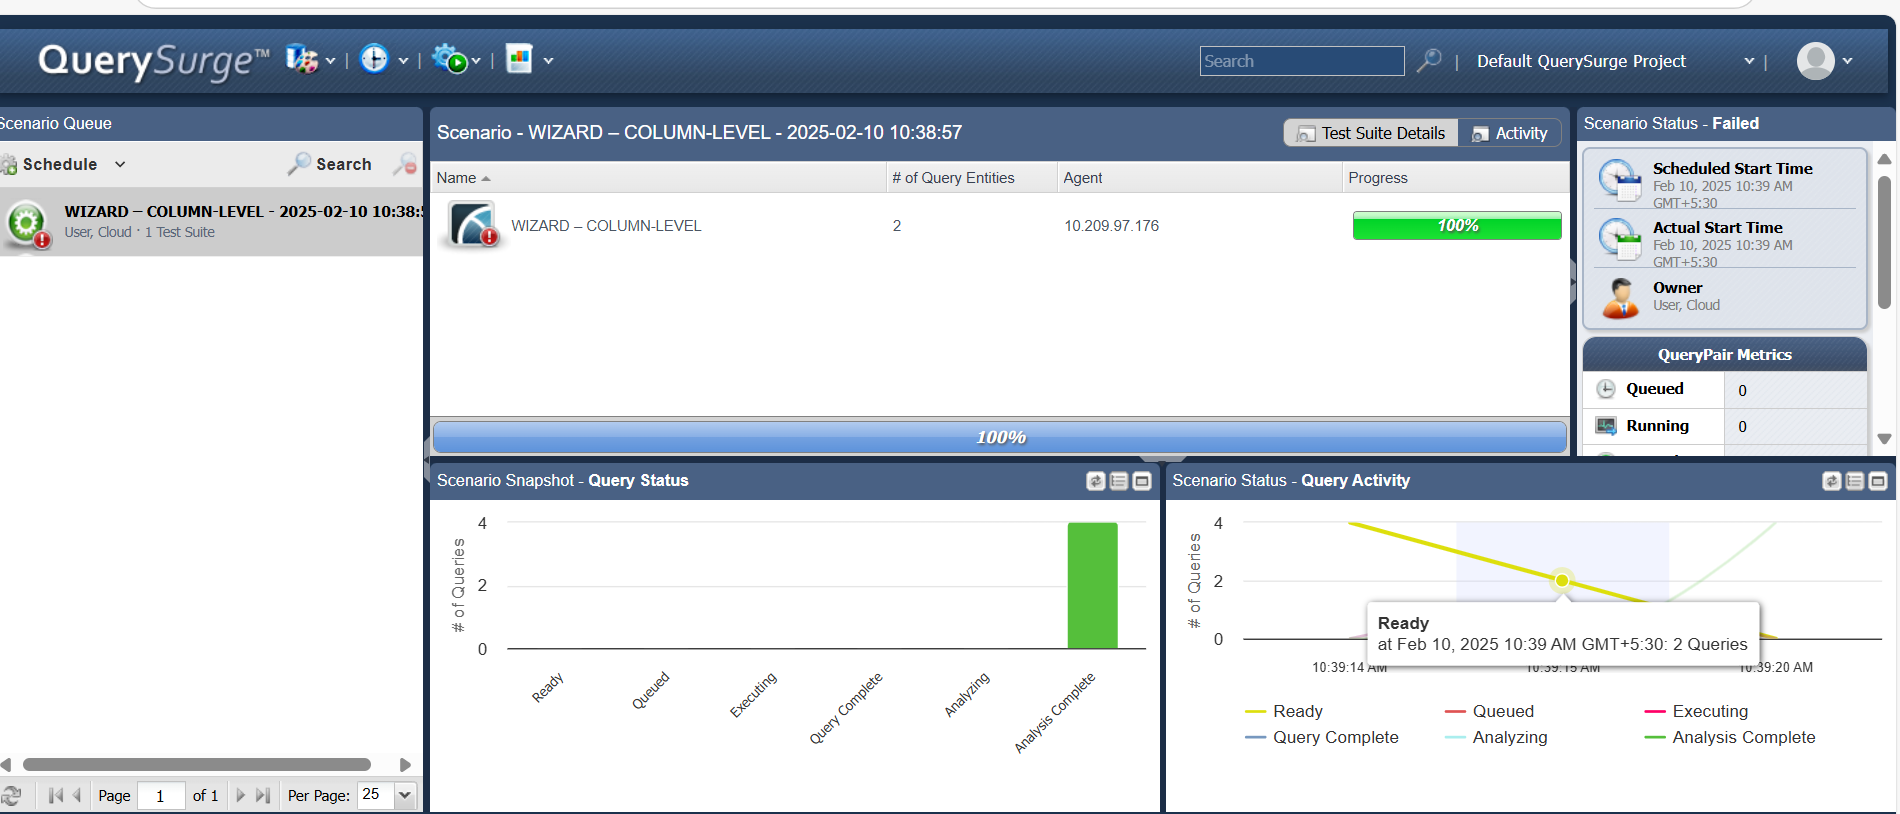 QuerySurge™
Search
Default QuerySurge Project
Scenario Queue
Schedule
Search
WIZARD – COLUMN-LEVEL - 2025-02-10 10:38:
User, Cloud · 1 Test Suite
Page 1 of 1
Per Page: 25
Scenario - WIZARD – COLUMN-LEVEL - 2025-02-10 10:38:57
Test Suite Details
Activity
Name
# of Query Entities
Agent
Progress
WIZARD – COLUMN-LEVEL
2
10.209.97.176
100%
100%
Scenario Status - Failed
Scheduled Start Time
Feb 10, 2025 10:39 AM
GMT+5:30
Actual Start Time
Feb 10, 2025 10:39 AM
GMT+5:30
Owner
User, Cloud
QueryPair Metrics
Queued 0
Running 0
Scenario Snapshot - Query Status
# of Queries
4
2
0
Ready
Queued
Executing
Query Complete
Analyzing
Analysis Complete
Scenario Status - Query Activity
# of Queries
4
2
0
Ready
at Feb 10, 2025 10:39 AM GMT+5:30: 2 Queries
10:39:14 AM
10:39:15 AM
10:39:20 AM
Ready
Queued
Executing
Query Complete
Analyzing
Analysis Complete